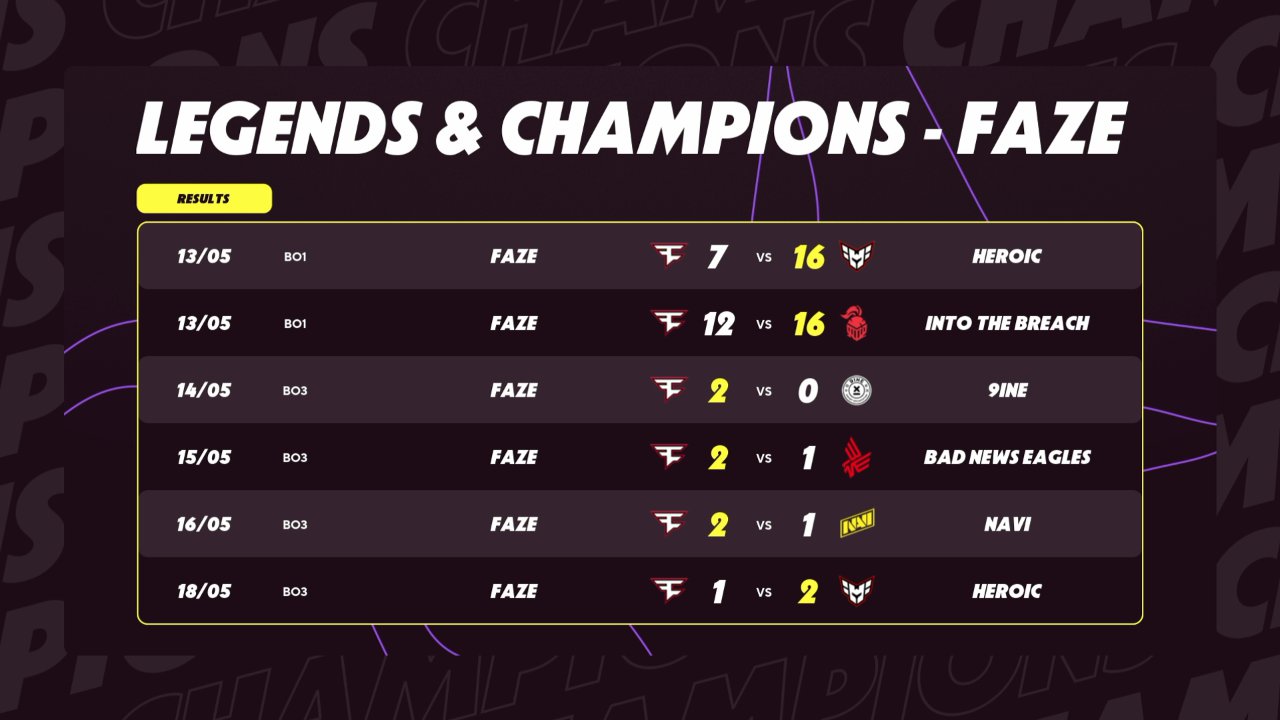 LEGENDS & CHAMPIONS - FAZE
RESULTS
13/05 BO1 FAZE 7 VS 16 HEROIC
13/05 BO1 FAZE 12 VS 16 INTO THE BREACH
14/05 BO3 FAZE 2 VS 0 9INE
15/05 BO3 FAZE 2 VS 1 BAD NEWS EAGLES
16/05 BO3 FAZE 2 VS 1 NAVI NAVI
18/05 BO3 FAZE 1 VS 2 HEROIC